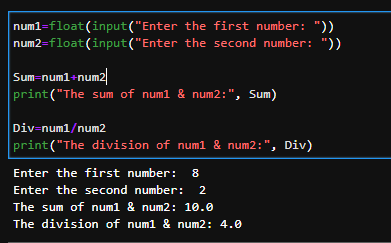 num1=float(input("Enter the first number: "))
num2=float(input("Enter the second number: "))
Sum=num1+num2
print("The sum of num1 & num2:", Sum)
Div=num1/num2
print("The division of num1 & num2:", Div)
Enter the first number:  8
Enter the second number:  2
The sum of num1 & num2: 10.0
The division of num1 & num2: 4.0